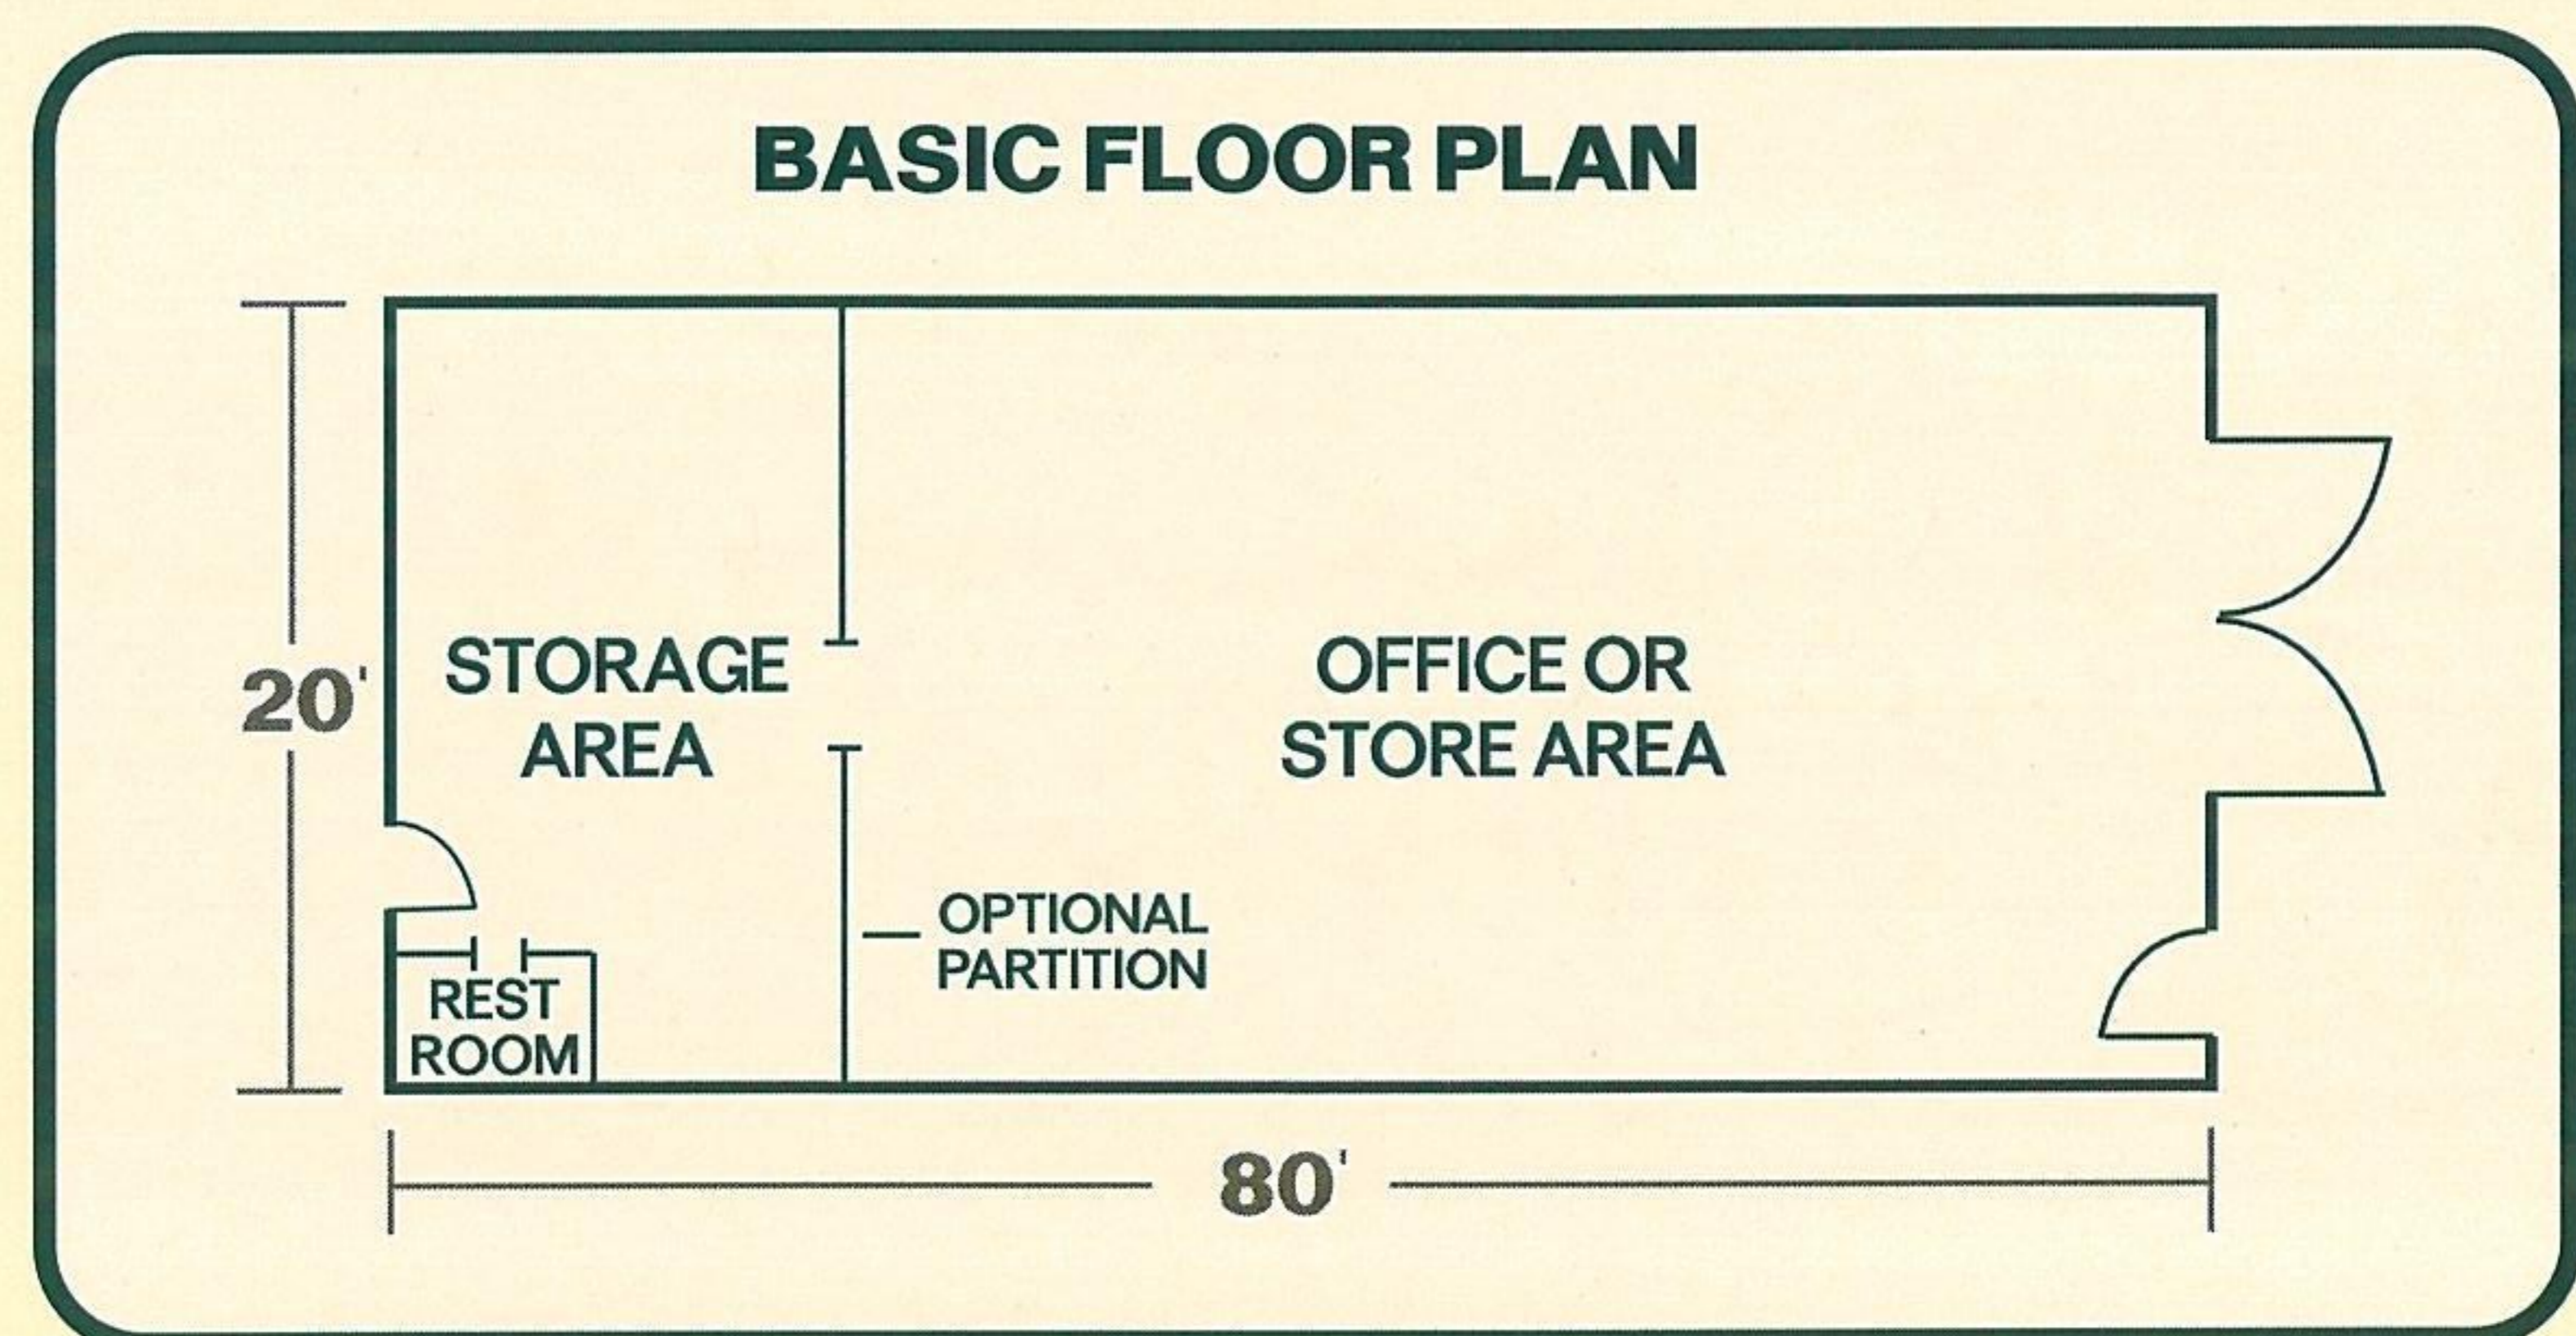 BASIC FLOOR PLAN
20'
STORAGE
AREA
OFFICE OR
STORE AREA
OPTIONAL
PARTITION
REST
ROOM
80'